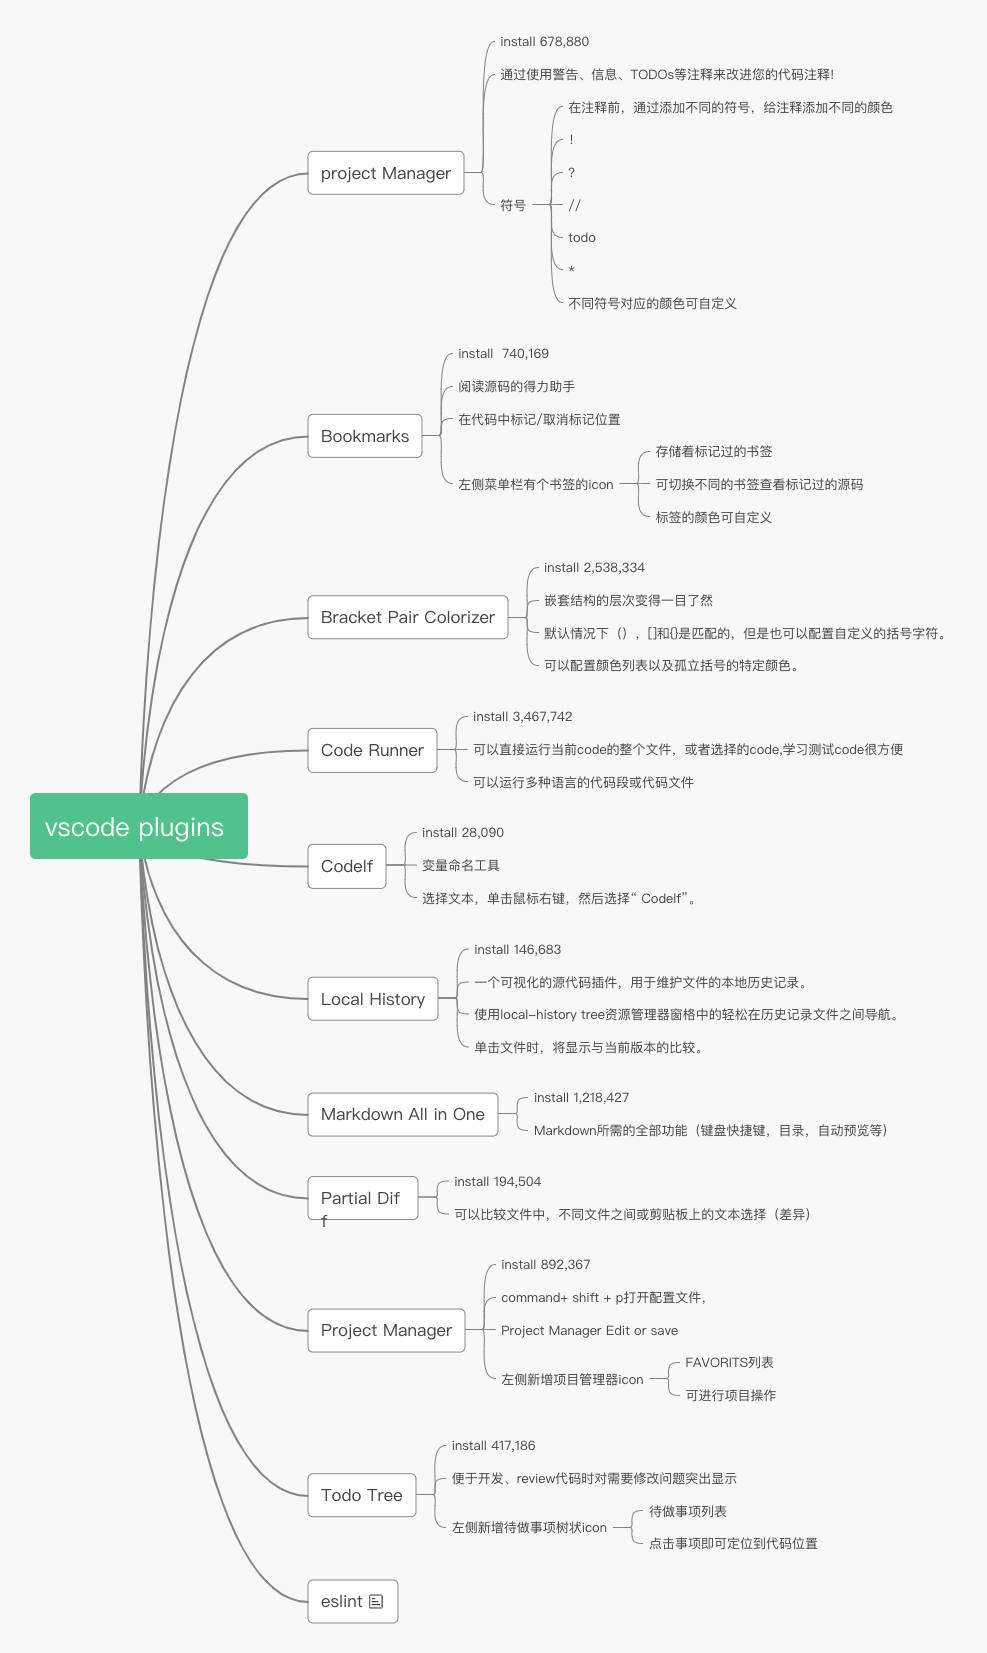 vscode plugins
project Manager
install 678,880
通过使用警告、信息、TODOs等注释来改进您的代码注释!
符号
在注释前，通过添加不同的符号，给注释添加不同的颜色
!
?
//
todo
*
不同符号对应的颜色可自定义
Bookmarks
install  740,169
阅读源码的得力助手
在代码中标记/取消标记位置
左侧菜单栏有个书签的icon
存储着标记过的书签
可切换不同的书签查看标记过的源码
标签的颜色可自定义
Bracket Pair Colorizer
install 2,538,334
嵌套结构的层次变得一目了然
默认情况下（），[]和{}是匹配的，但是也可以配置自定义的括号字符。
可以配置颜色列表以及孤立括号的特定颜色。
Code Runner
install 3,467,742
可以直接运行当前code的整个文件，或者选择的code,学习测试code很方便
可以运行多种语言的代码段或代码文件
Codelf
install 28,090
变量命名工具
选择文本，单击鼠标右键，然后选择“ Codelf”。
Local History
install 146,683
一个可视化的源代码插件，用于维护文件的本地历史记录。
使用local-history tree资源管理器窗格中的轻松在历史记录文件之间导航。
单击文件时，将显示与当前版本的比较。
Markdown All in One
install 1,218,427
Markdown所需的全部功能（键盘快捷键，目录，自动预览等）
Partial Dif
f
install 194,504
可以比较文件中，不同文件之间或剪贴板上的文本选择（差异）
Project Manager
install 892,367
command+ shift + p打开配置文件，
Project Manager Edit or save
左侧新增项目管理器icon
FAVORITS列表
可进行项目操作
Todo Tree
install 417,186
便于开发、review代码时对需要修改问题突出显示
左侧新增待做事项树状icon
待做事项列表
点击事项即可定位到代码位置
eslint